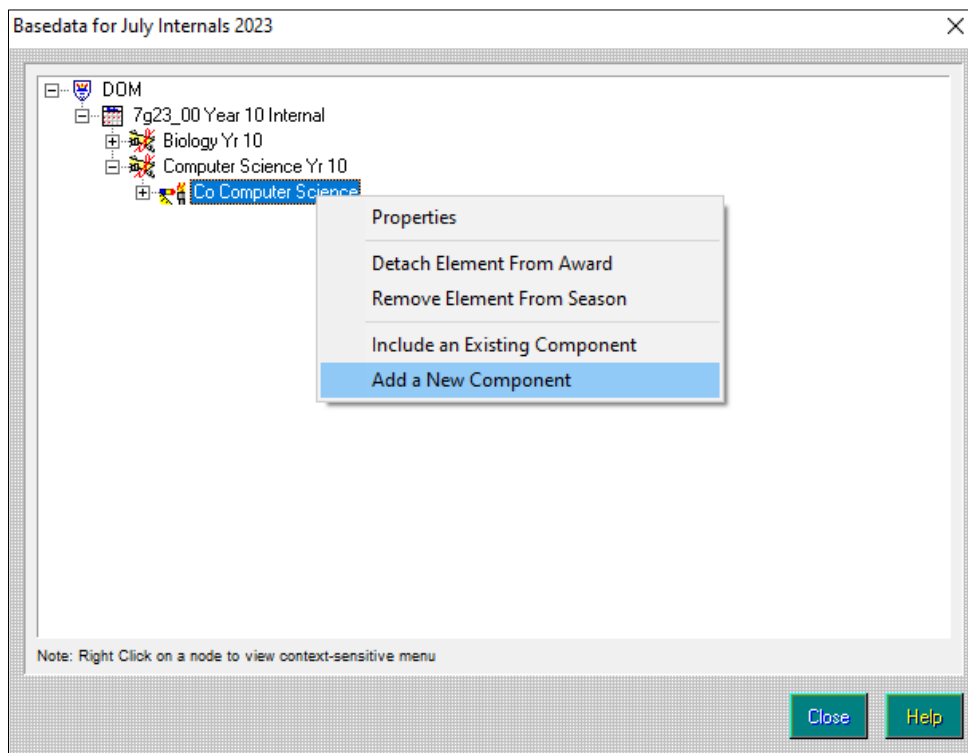 Basedata for July Internals 2023
DOM
7g23_00 Year 10 Internal
Biology Yr 10
Computer Science Yr 10
Co Computer Science
Properties
Detach Element From Award
Remove Element From Season
Include an Existing Component
Add a New Component
Note: Right Click on a node to view context-sensitive menu
Close Help